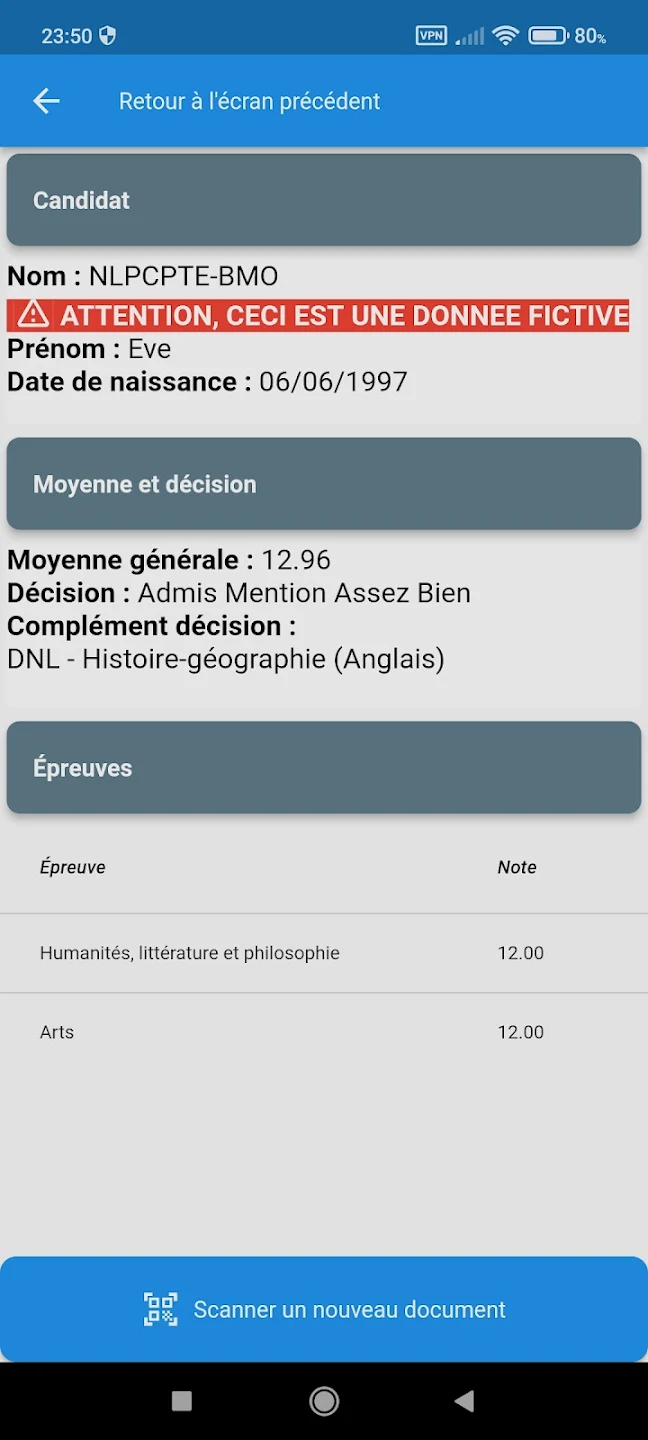 23:50 VPN 80%
Retour à l'écran précédent
Candidat
Nom : NLPCPTE-BMO
ATTENTION, CECI EST UNE DONNEE FICTIVE
Prénom : Eve
Date de naissance : 06/06/1997
Moyenne et décision
Moyenne générale : 12.96
Décision : Admis Mention Assez Bien
Complément décision :
DNL - Histoire-géographie (Anglais)
Épreuves
Épreuve Note
Humanités, littérature et philosophie 12.00
Arts 12.00
Scanner un nouveau document